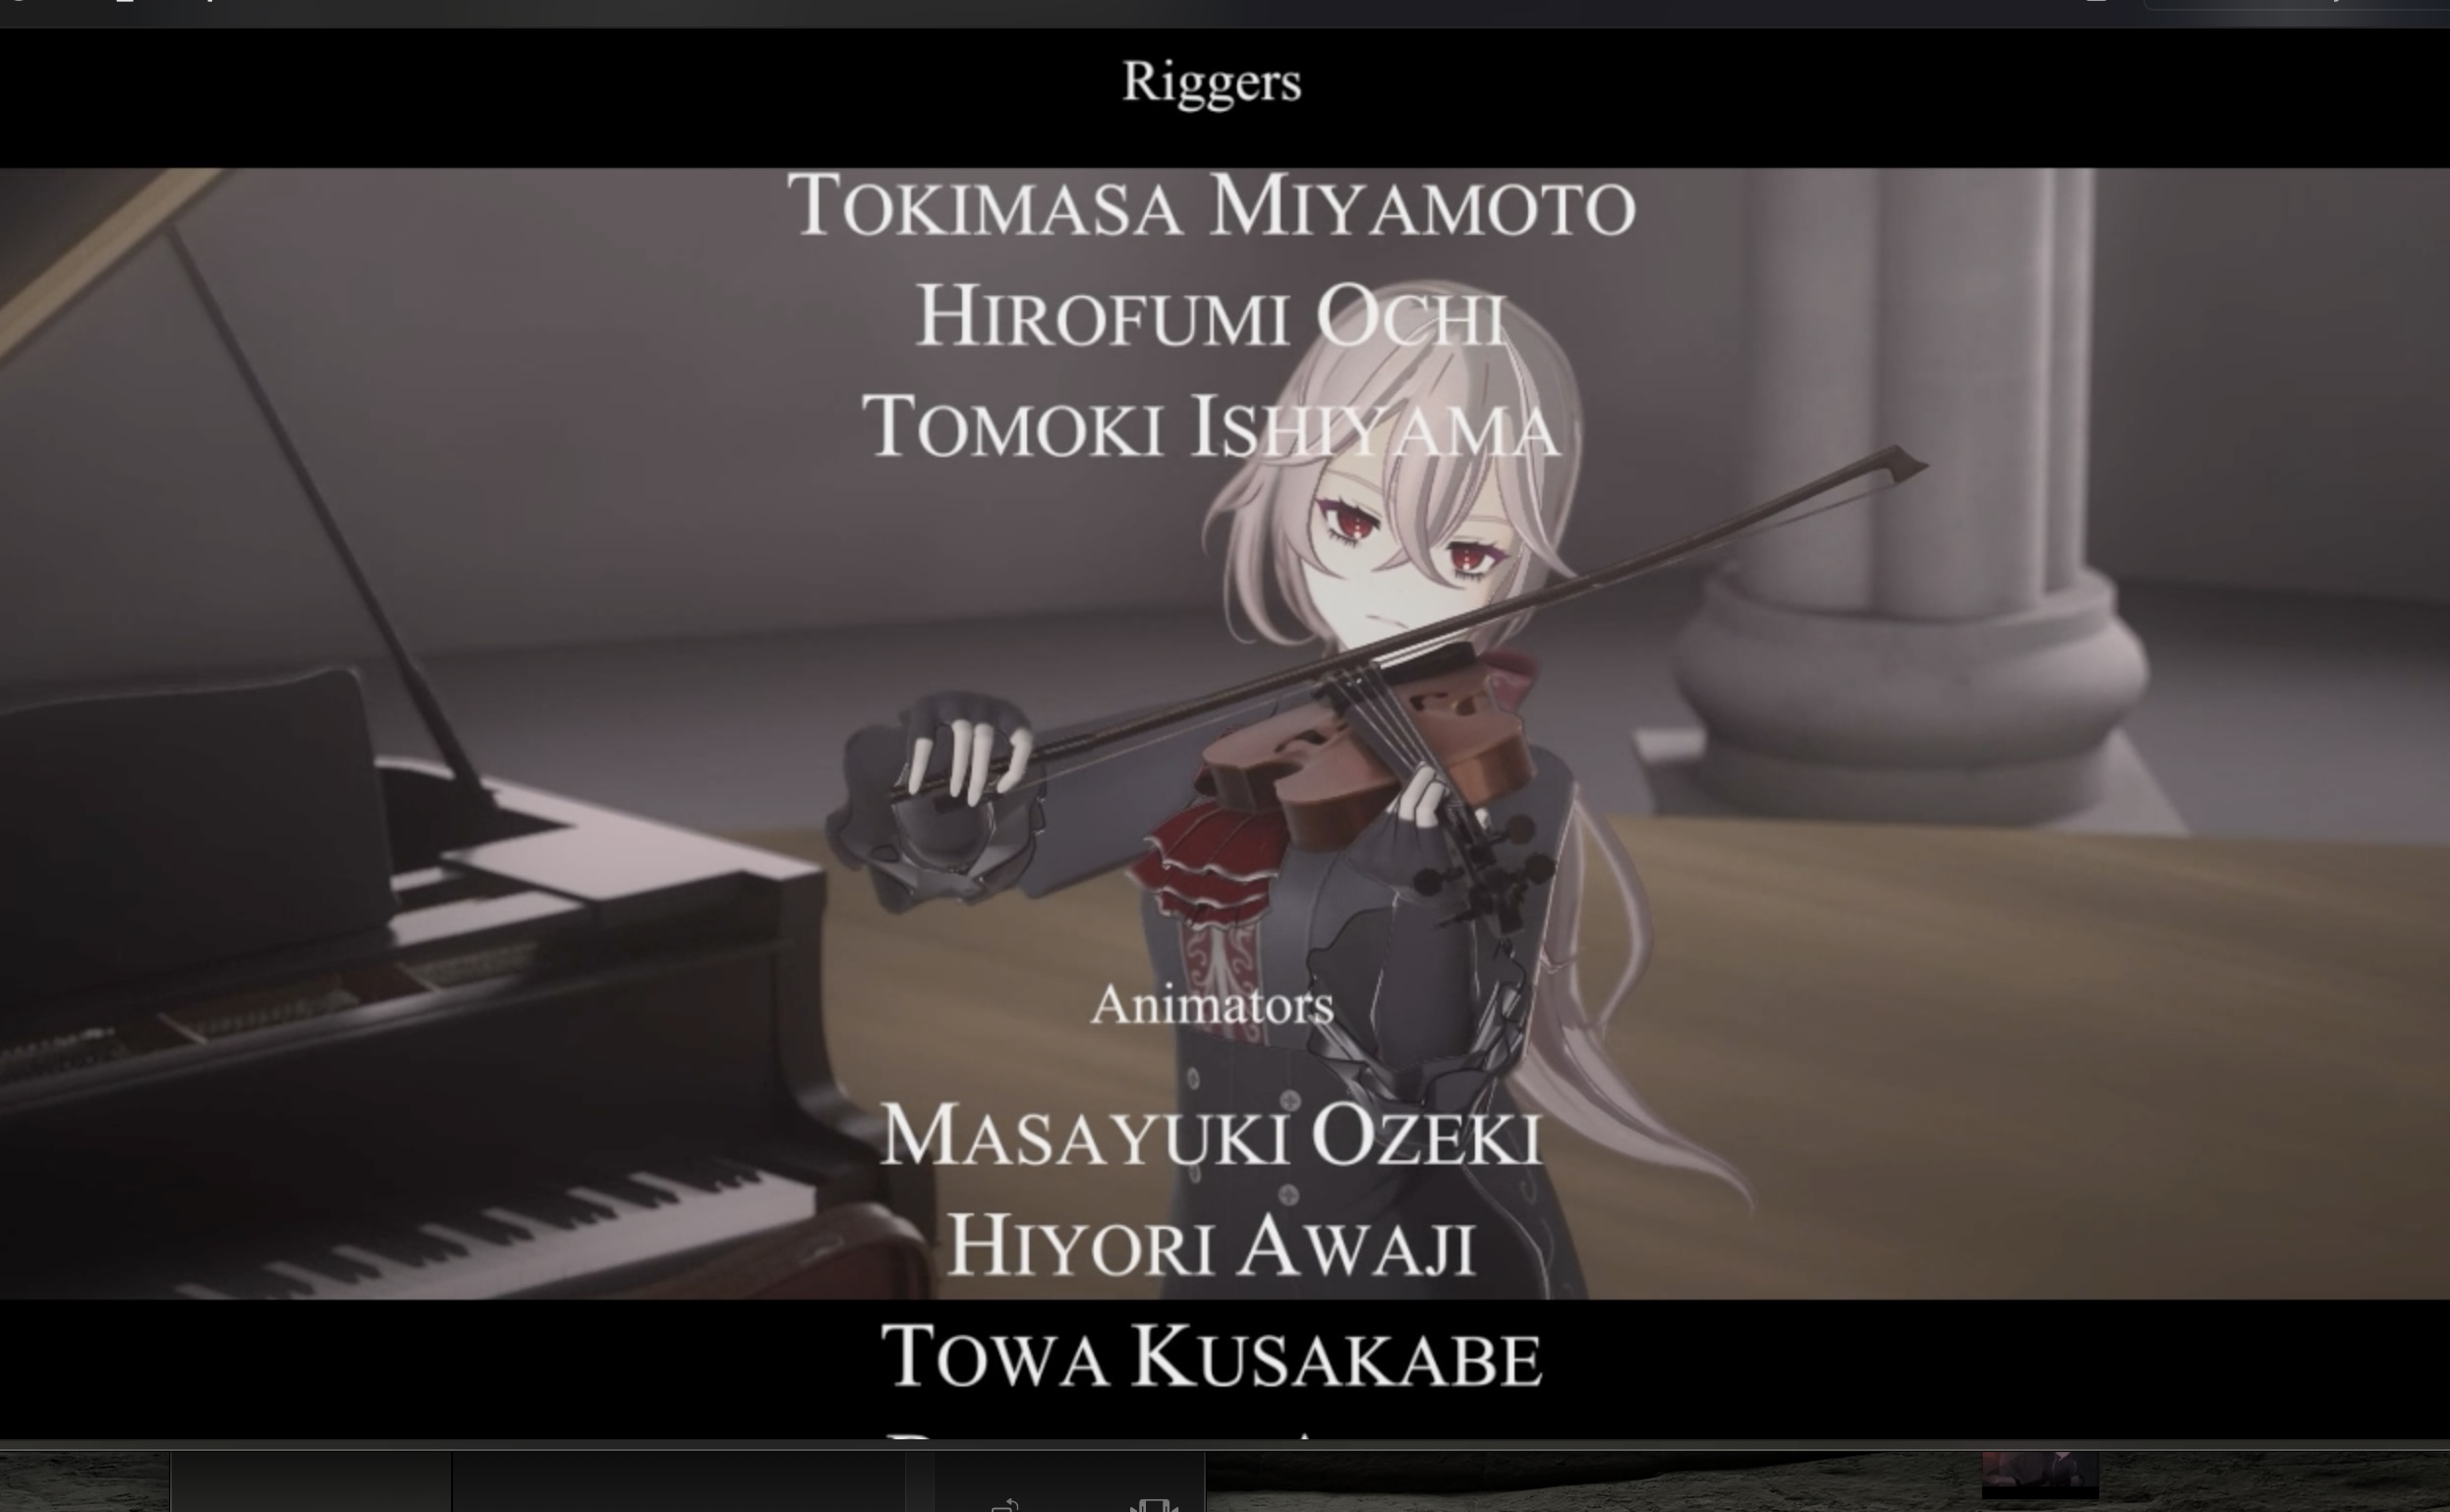 Riggers
TOKIMASA MIYAMOTO
HIROFUMI OCHI
TOMOKI ISHIYAMA
Animators
MASAYUKI OZEKI
HIYORI AWAJI
TOWA KUSAKABE